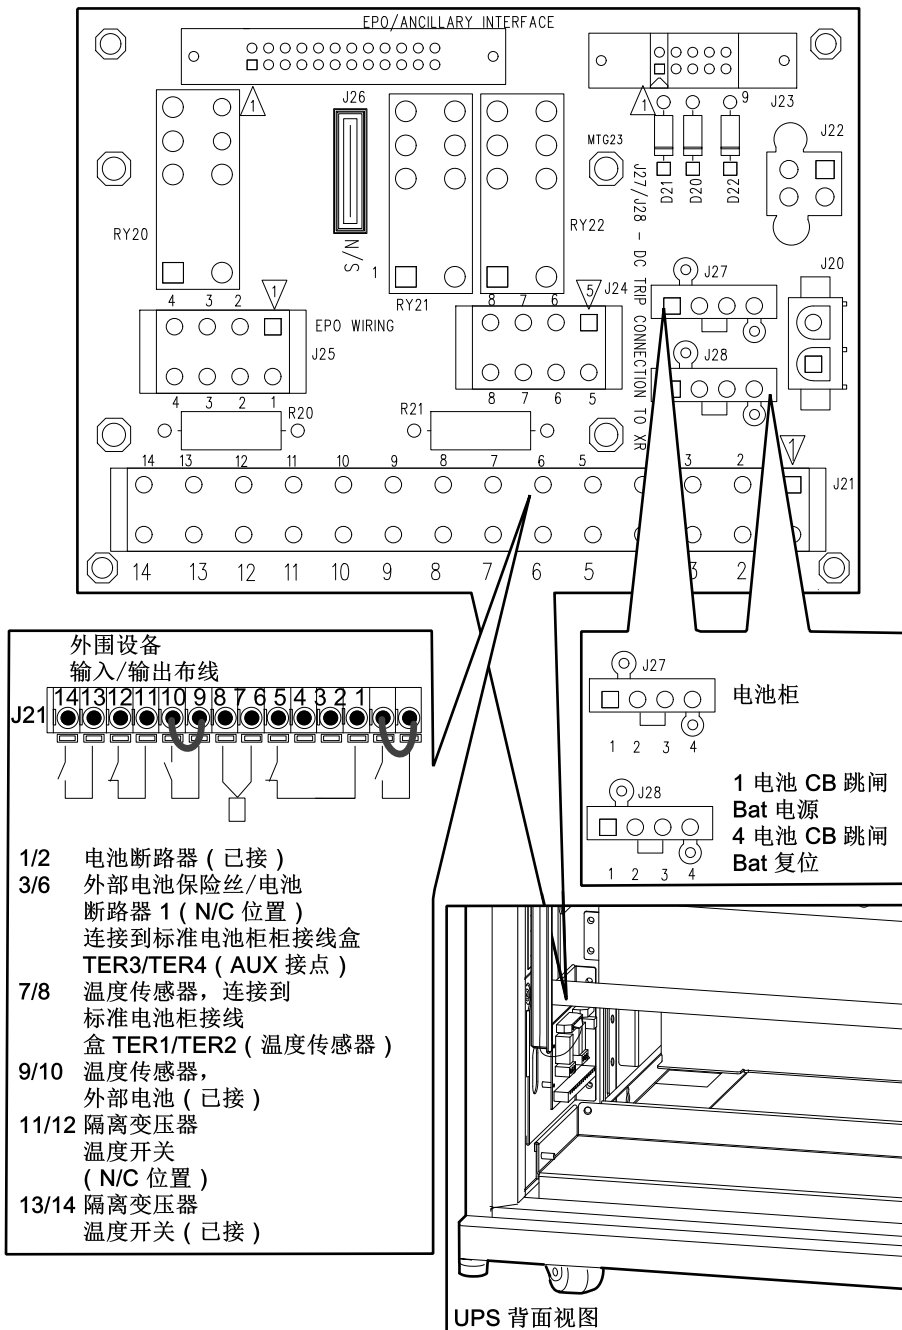 EPO/ANCILLARY INTERFACE
1
J26
1
9
J23
MTG23
J22
RY20
N/S
1
RY21
RY22
D21
D20
D22
J27/J28 - DC TRIP CONNECTION TO XR
J27
J20
J28
4 3 2 1
EPO WIRING
J25
4 3 2 1
8 7 6 5
J24
8 7 6 5
R20
R21
14 13 12 11 10 9 8 7 6 5 3 2 1
J21
14 13 12 11 10 9 8 7 6 5 3 2
外围设备
输入/输出布线
J21
14 13 12 11 10 9 8 7 6 5 4 3 2 1
1/2 电池断路器（已接）
3/6 外部电池保险丝/电池
断路器 1（N/C 位置）
连接到标准电池柜柜接线盒
TER3/TER4（AUX 接点）
7/8 温度传感器，连接到
标准电池柜接线
盒 TER1/TER2（温度传感器）
9/10 温度传感器，
外部电池（已接）
11/12 隔离变压器
温度开关
（N/C 位置）
13/14 隔离变压器
温度开关（已接）
J27
电池柜
1 2 3 4
J28
1 2 3 4
1 电池 CB 跳闸
Bat 电源
4 电池 CB 跳闸
Bat 复位
UPS 背面视图